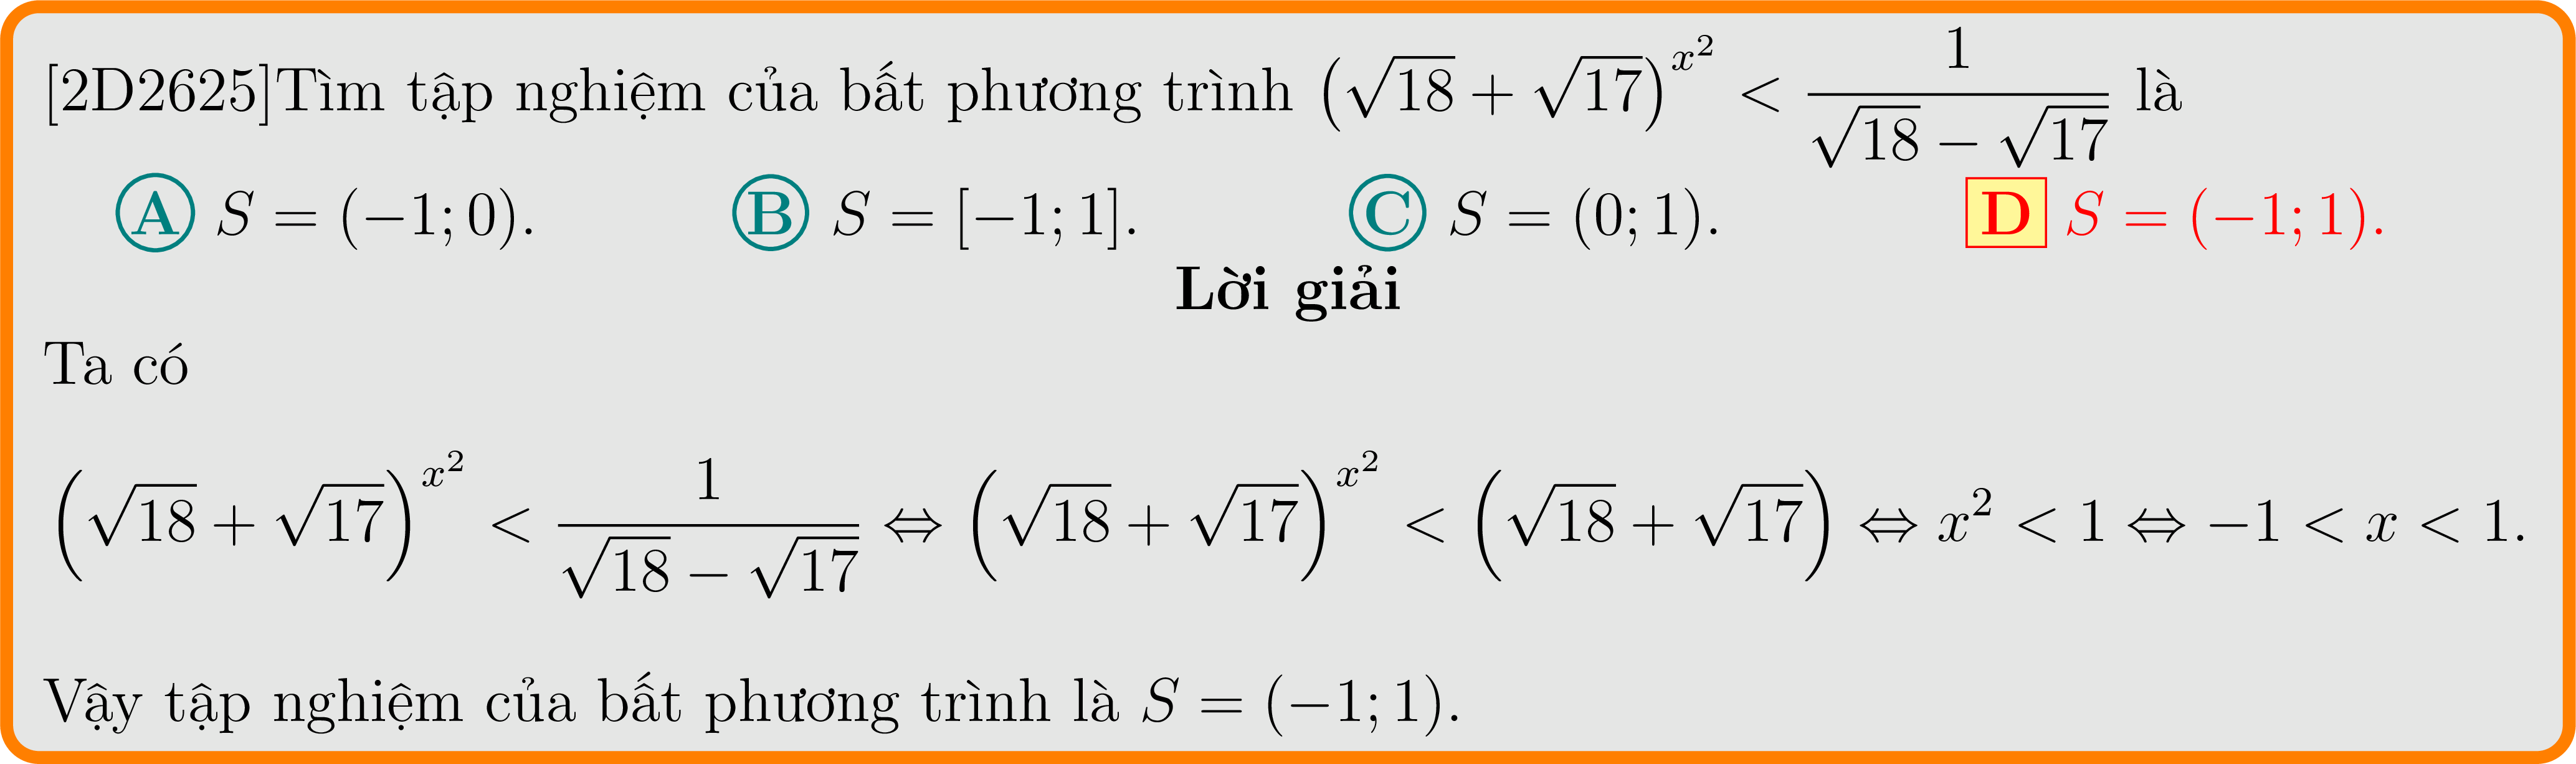 [2D2625]Tìm tập nghiệm của bất phương trình $\left(\sqrt{18}+\sqrt{17}\right)^{x^2} < \dfrac{1}{\sqrt{18}-\sqrt{17}}$ là
A S = (−1; 0). B S = [−1; 1]. C S = (0; 1). D S = (−1; 1).
Lời giải
Ta có
$\left(\sqrt{18}+\sqrt{17}\right)^{x^2} < \dfrac{1}{\sqrt{18}-\sqrt{17}} \Leftrightarrow \left(\sqrt{18}+\sqrt{17}\right)^{x^2} < \left(\sqrt{18}+\sqrt{17}\right) \Leftrightarrow x^2 < 1 \Leftrightarrow -1 < x < 1.$
Vậy tập nghiệm của bất phương trình là S = (−1; 1).